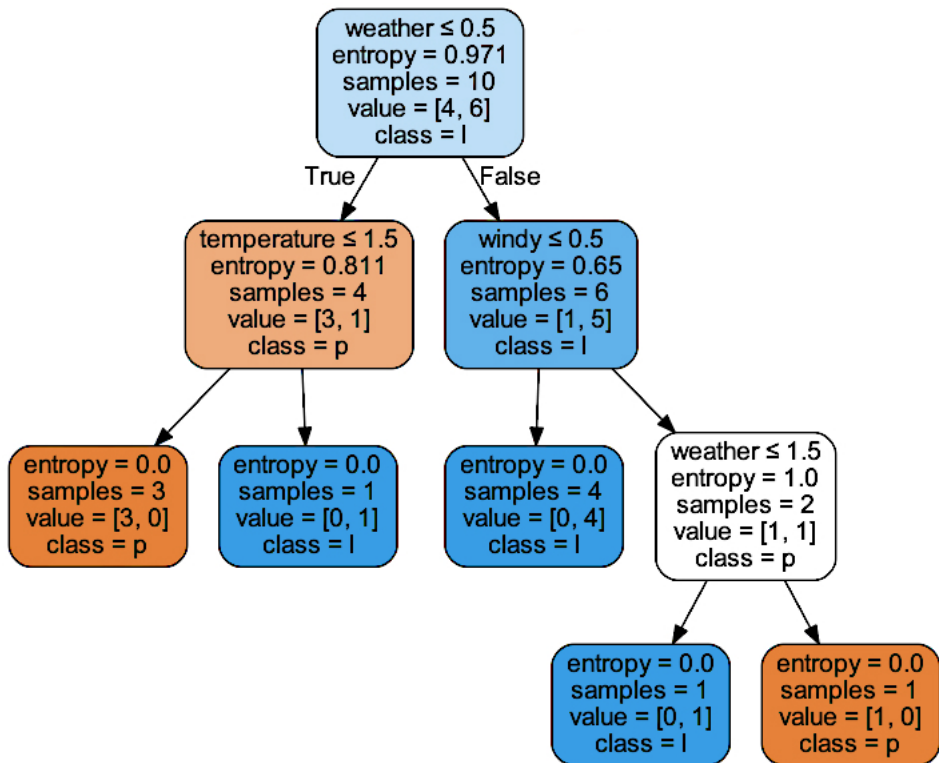 weather ≤ 0.5
entropy = 0.971
samples = 10
value = [4, 6]
class = l
True
False
temperature ≤ 1.5
entropy = 0.811
samples = 4
value = [3, 1]
class = p
windy ≤ 0.5
entropy = 0.65
samples = 6
value = [1, 5]
class = l
entropy = 0.0
samples = 3
value = [3, 0]
class = p
entropy = 0.0
samples = 1
value = [0, 1]
class = l
entropy = 0.0
samples = 4
value = [0, 4]
class = l
weather ≤ 1.5
entropy = 1.0
samples = 2
value = [1, 1]
class = p
entropy = 0.0
samples = 1
value = [0, 1]
class = l
entropy = 0.0
samples = 1
value = [1, 0]
class = p